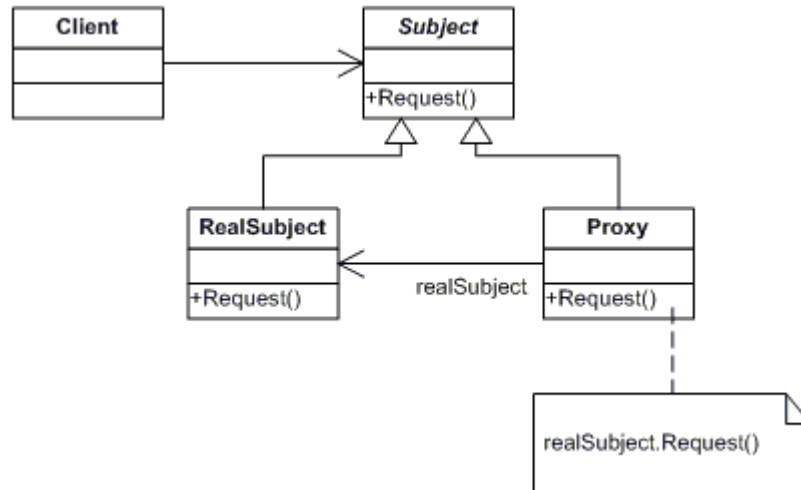 Client
Subject
+Request()
RealSubject
Proxy
realSubject
+Request()
+Request()
realSubject.Request()